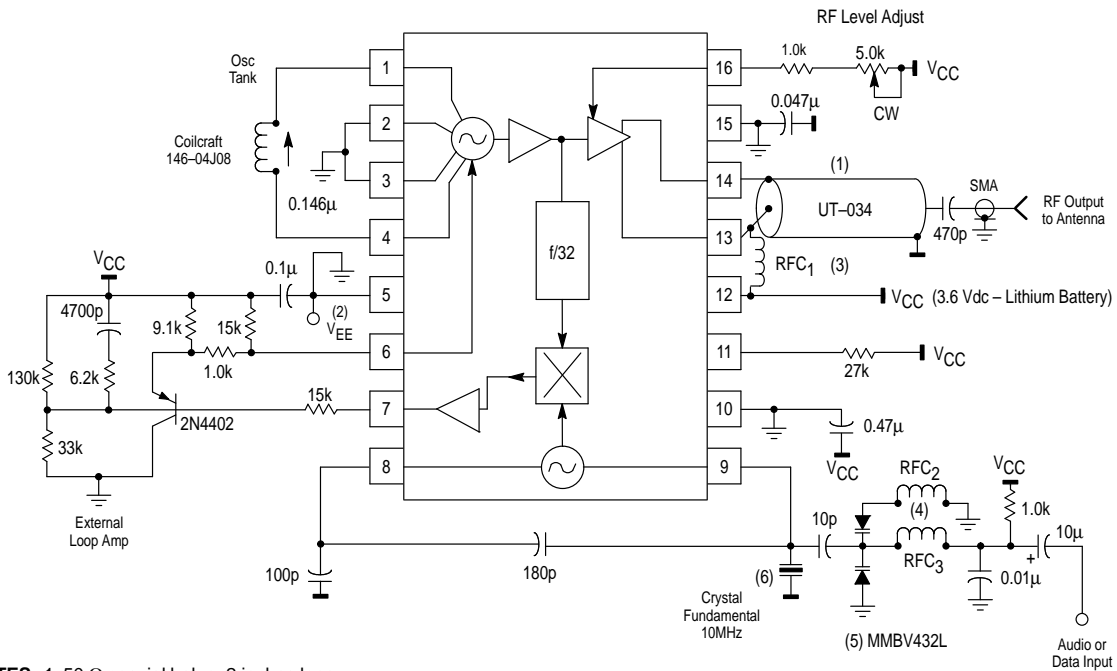 RF Level Adjust
Osc
Tank
1
16
1.0k
5.0k
VCC
CW
Coilcraft
146–04J08
2
15
0.047µ
3
0.146µ
14
(1)
UT–034
SMA
470p
RF Output
to Antenna
4
13
f/32
RFC1
(3)
VCC
0.1µ
5
(2)
VEE
12
VCC
(3.6 Vdc – Lithium Battery)
4700p
9.1k
15k
6
11
27k
VCC
1.0k
130k
6.2k
15k
7
10
2N4402
0.47µ
VCC
33k
8
9
External
Loop Amp
RFC2
(4)
VCC
1.0k
10p
10µ
+
RFC3
100p
180p
(6)
0.01µ
Crystal
Fundamental
10MHz
(5) MMBV432L
Audio or
Data Input